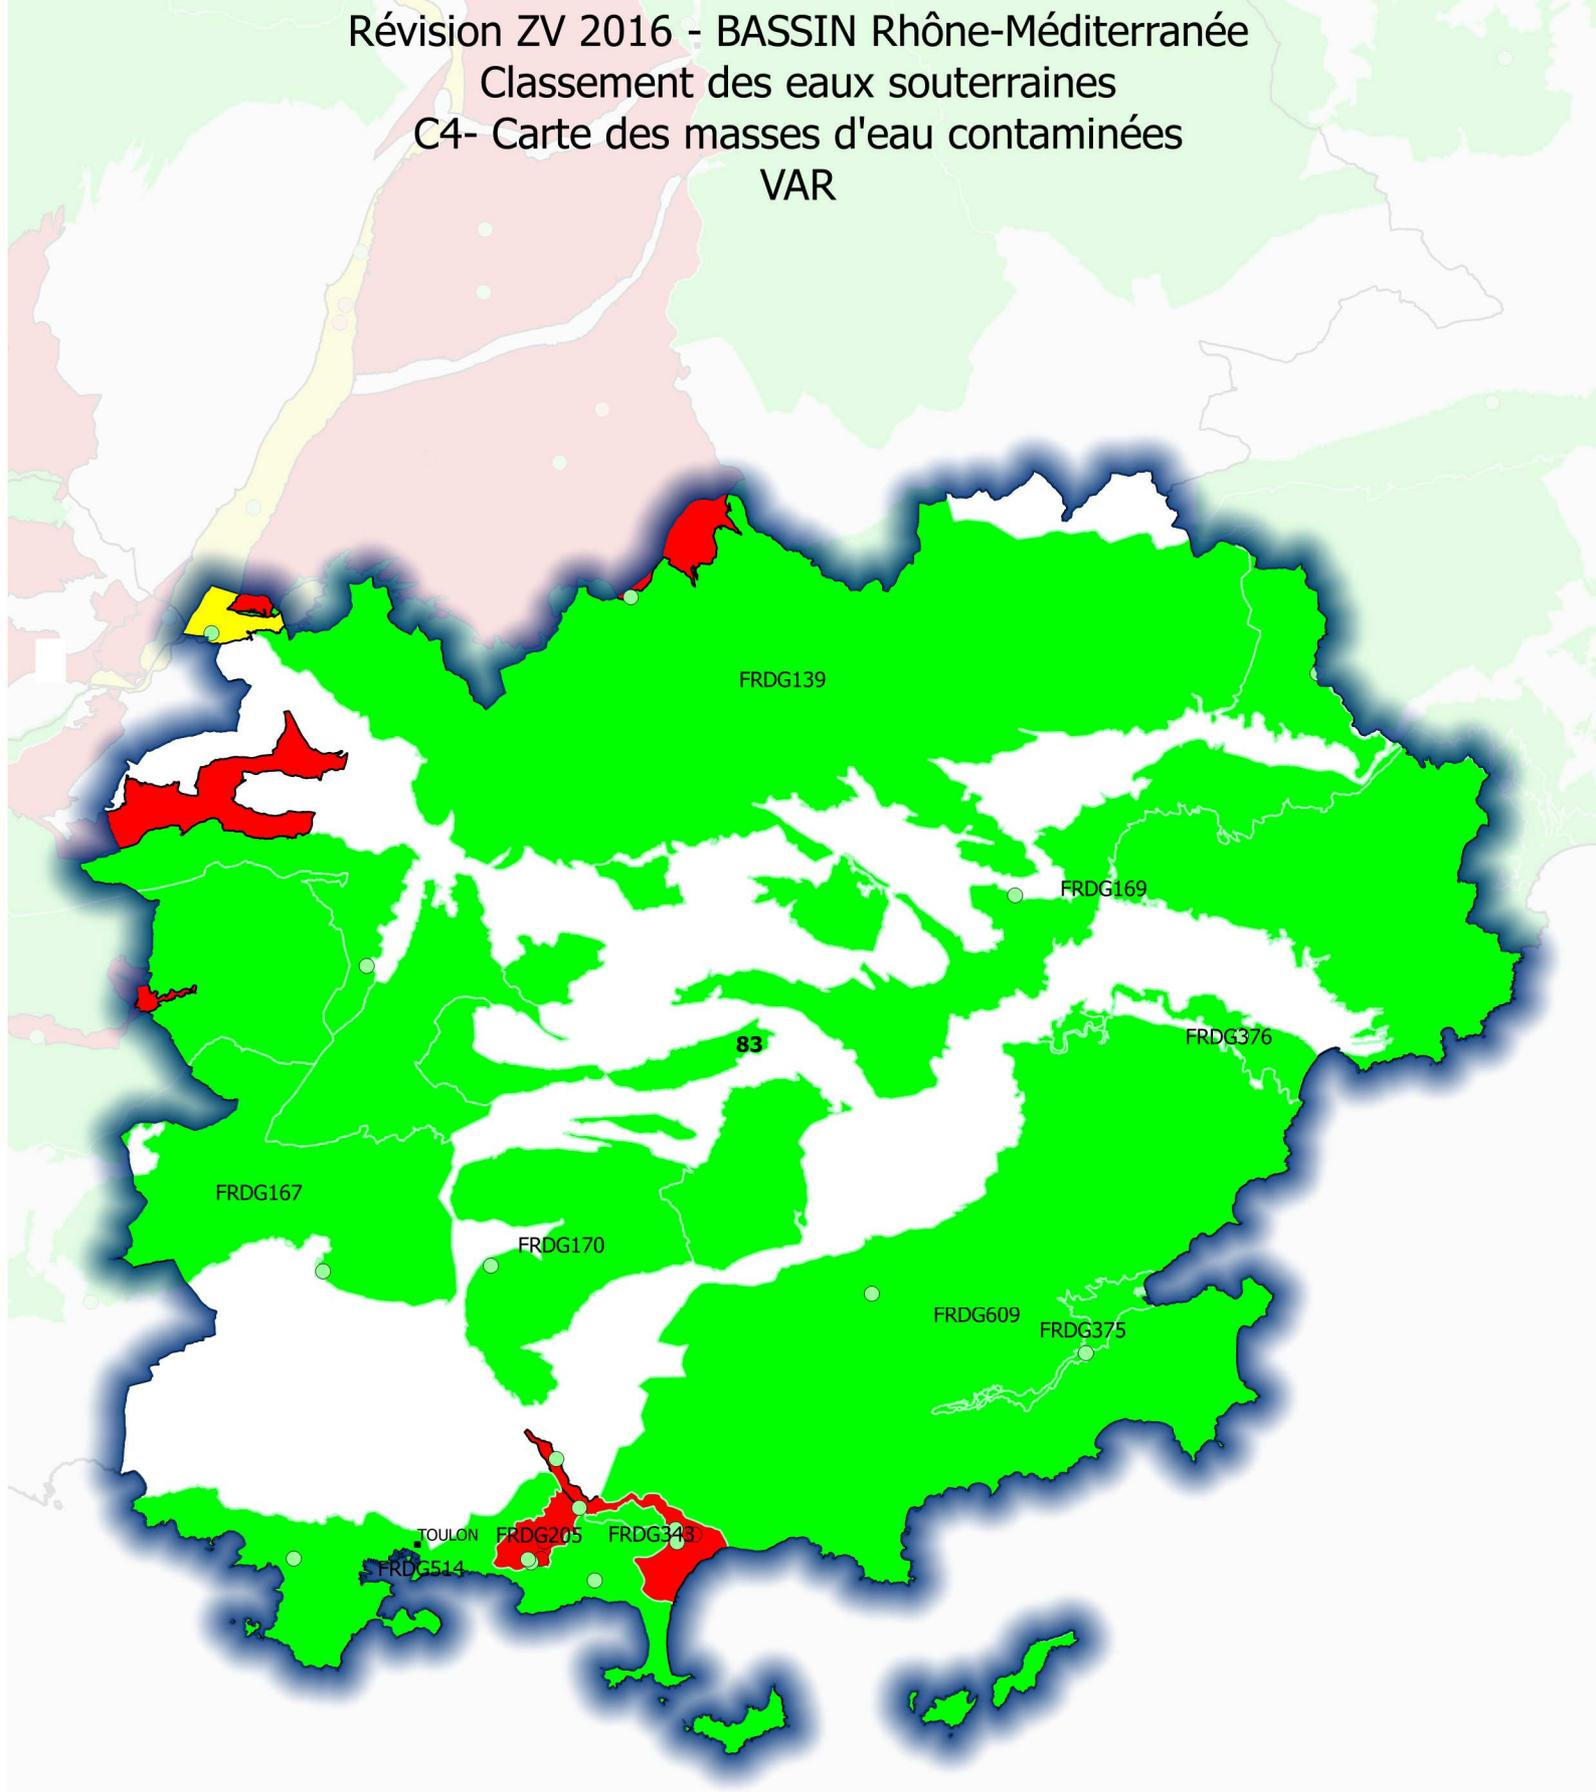 Révision ZV 2016 - BASSIN Rhône-Méditerranée
Classement des eaux souterraines
C4- Carte des masses d'eau contaminées
VAR
FRDG139
FRDG169
FRDG376
83
FRDG167
FRDG170
FRDG609
FRDG375
TOULON
FRDG205
FRDG343
FRDG514